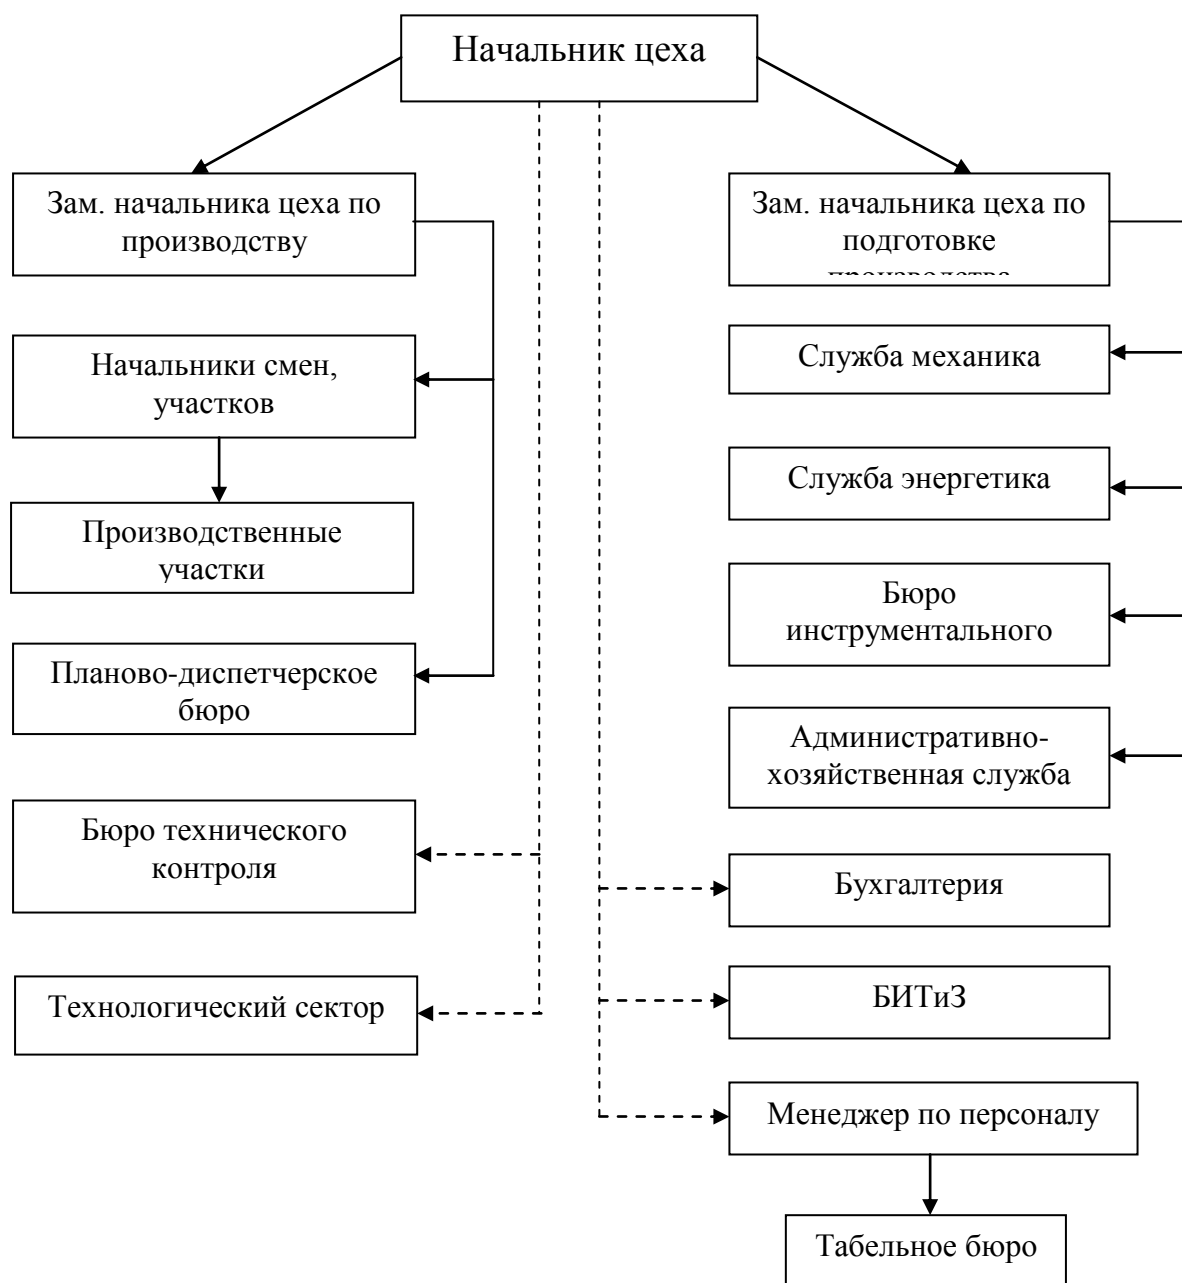 Начальник цеха
Зам. начальника цеха по
производству
Зам. начальника цеха по
подготовке
производства
Начальники смен,
участков
Служба механика
Служба энергетика
Производственные
участки
Бюро
инструментального
Планово-диспетчерское
бюро
Административно-
хозяйственная служба
Бюро технического
контроля
Бухгалтерия
Технологический сектор
БИТиЗ
Менеджер по персоналу
Табельное бюро